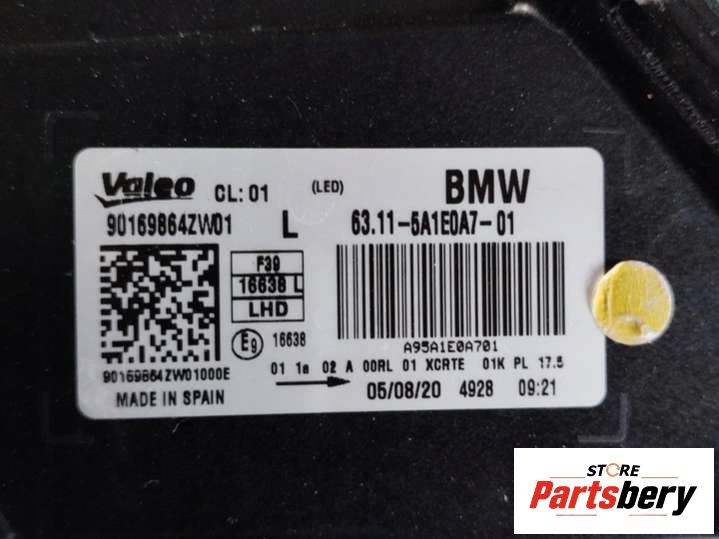 Valeo CL: 01 (LED) BMW
90169864ZW01 L 63.11-5A1E0A7-01
F39
16638 L
LHD
E9 16638
A95A1E0A701
90169864ZW01000E
01 1a 02 A 00RL 01 XCRTE 01K PL 17.5
MADE IN SPAIN
05/08/20 4928 09:21
STORE
Partsbery